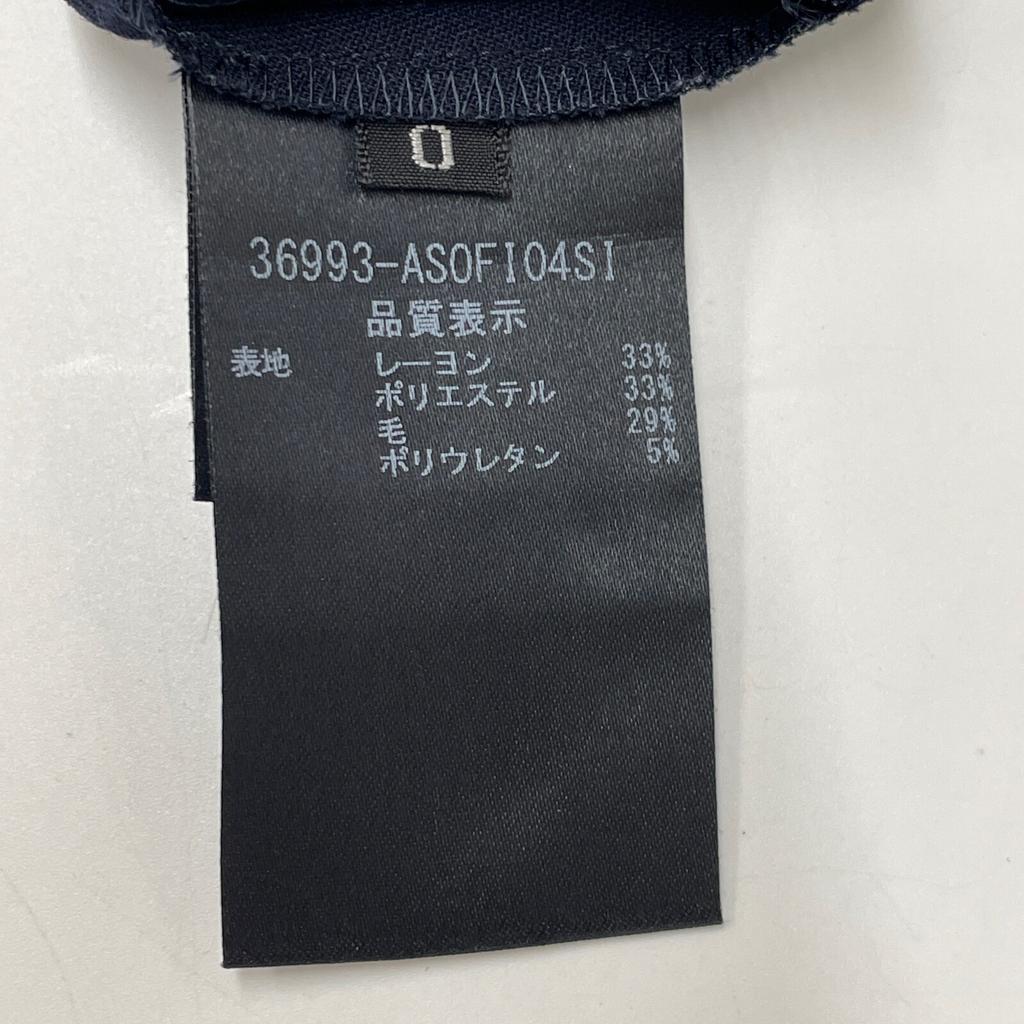 0
36993-ASOFI04SI
品質表示
表地 レーヨン 33%
ポリエステル 33%
毛 29%
ポリウレタン 5%